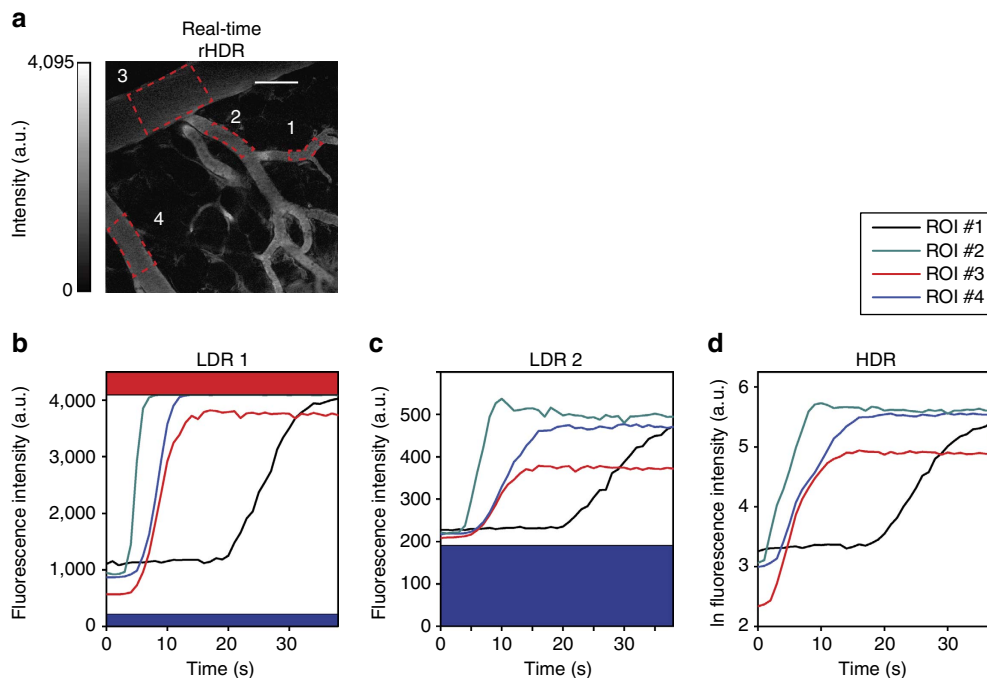 a
Real-time
rHDR
4,095
Intensity (a.u.)
0
3
2
1
4
ROI #1
ROI #2
ROI #3
ROI #4
b
LDR 1
Fluorescence intensity (a.u.)
4,000
3,000
2,000
1,000
0
0 10 20 30
Time (s)
c
LDR 2
Fluorescence intensity (a.u.)
500
400
300
200
100
0
0 10 20 30
Time (s)
d
HDR
ln fluorescence intensity (a.u.)
6
5
4
3
2
0 10 20 30
Time (s)